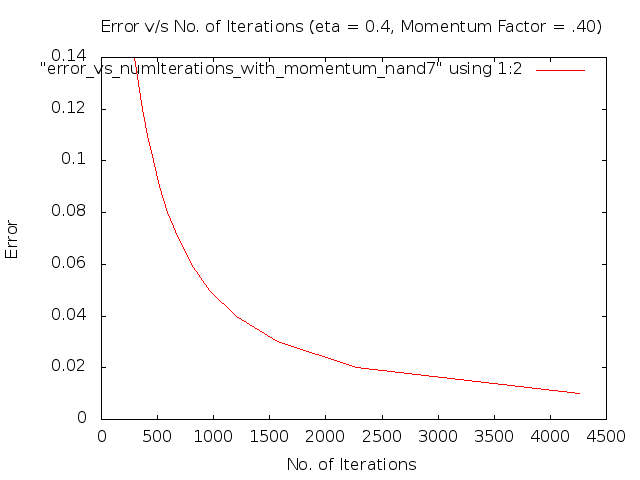 Error v/s No. of Iterations (eta = 0.4, Momentum Factor = .40)
"error_vs_numIterations_with_momentum_nand7" using 1:2
0.14
0.12
0.1
0.08
0.06
0.04
0.02
0
Error
0 500 1000 1500 2000 2500 3000 3500 4000 4500
No. of Iterations